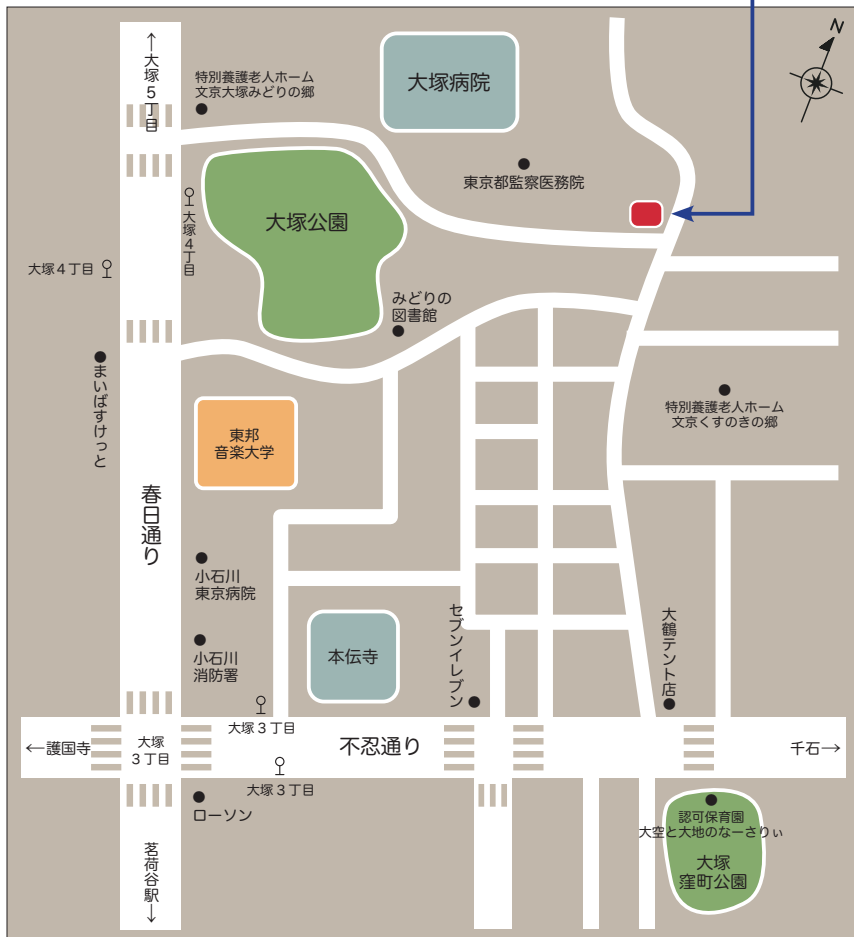 N
←大塚5丁目
特別養護老人ホーム
文京大塚みどりの郷
大塚病院
東京都監察医務院
大塚公園
大塚4丁目
大塚4丁目
みどりの
図書館
まいばすけっと
特別養護老人ホーム
文京くすのきの郷
東邦
音楽大学
春日通り
小石川
東京病院
小石川
消防署
本伝寺
セブンイレブン
大鶴テント店
大塚3丁目
←護国寺
大塚
3丁目
不忍通り
千石→
大塚3丁目
ローソン
認可保育園
大空と大地のなーさりぃ
大塚
窪町公園
茗荷谷駅→